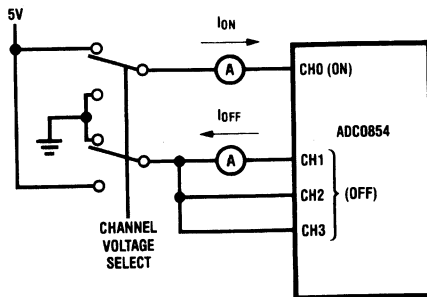 5V
ION
A
CH0 (ON)
IOFF
ADC0854
A
CH1
CH2
(OFF)
CH3
CHANNEL
VOLTAGE
SELECT